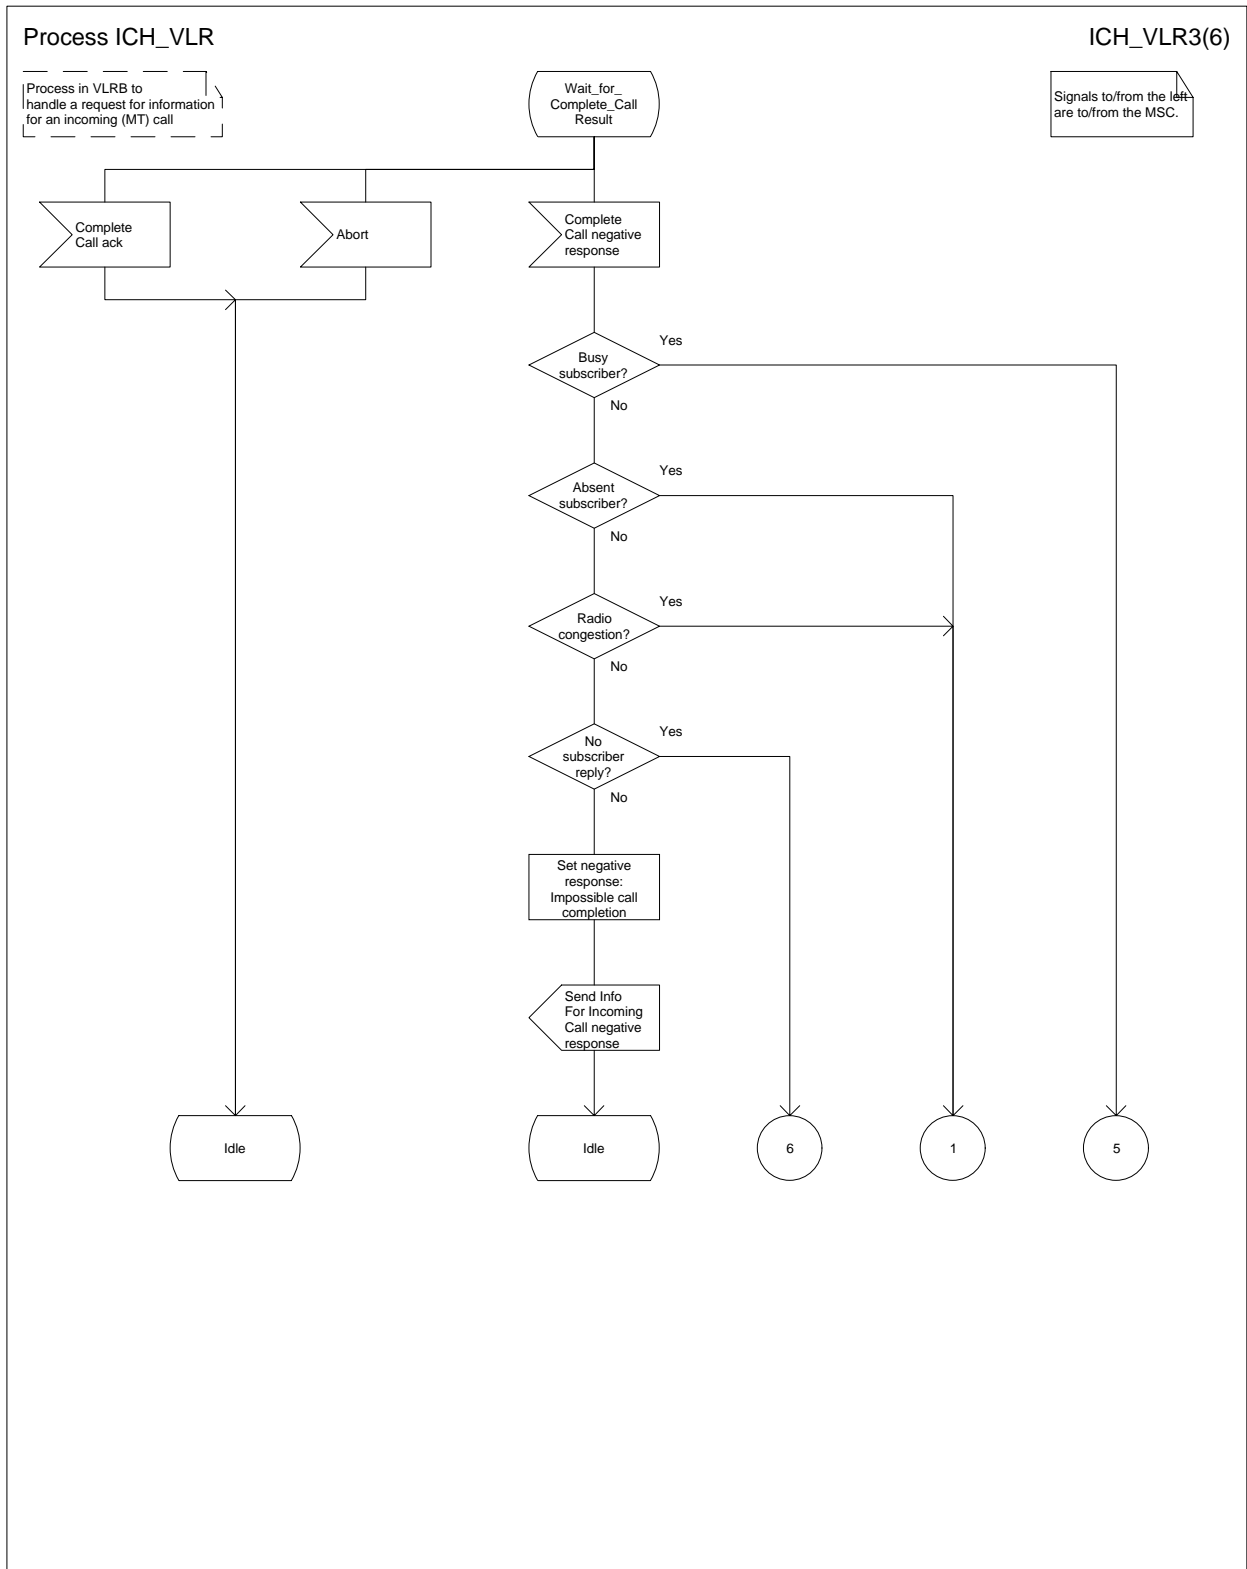 Process ICH_VLR
ICH_VLR3(6)
Process in VLRB to
handle a request for information
for an incoming (MT) call
Wait_for_
Complete_Call
Result
Signals to/from the left
are to/from the MSC.
Complete
Call ack
Abort
Complete
Call negative
response
Busy
subscriber?
Yes
No
Absent
subscriber?
Yes
No
Radio
congestion?
Yes
No
No
subscriber
reply?
Yes
No
Set negative
response:
Impossible call
completion
Send Info
For Incoming
Call negative
response
Idle
Idle
6
1
5